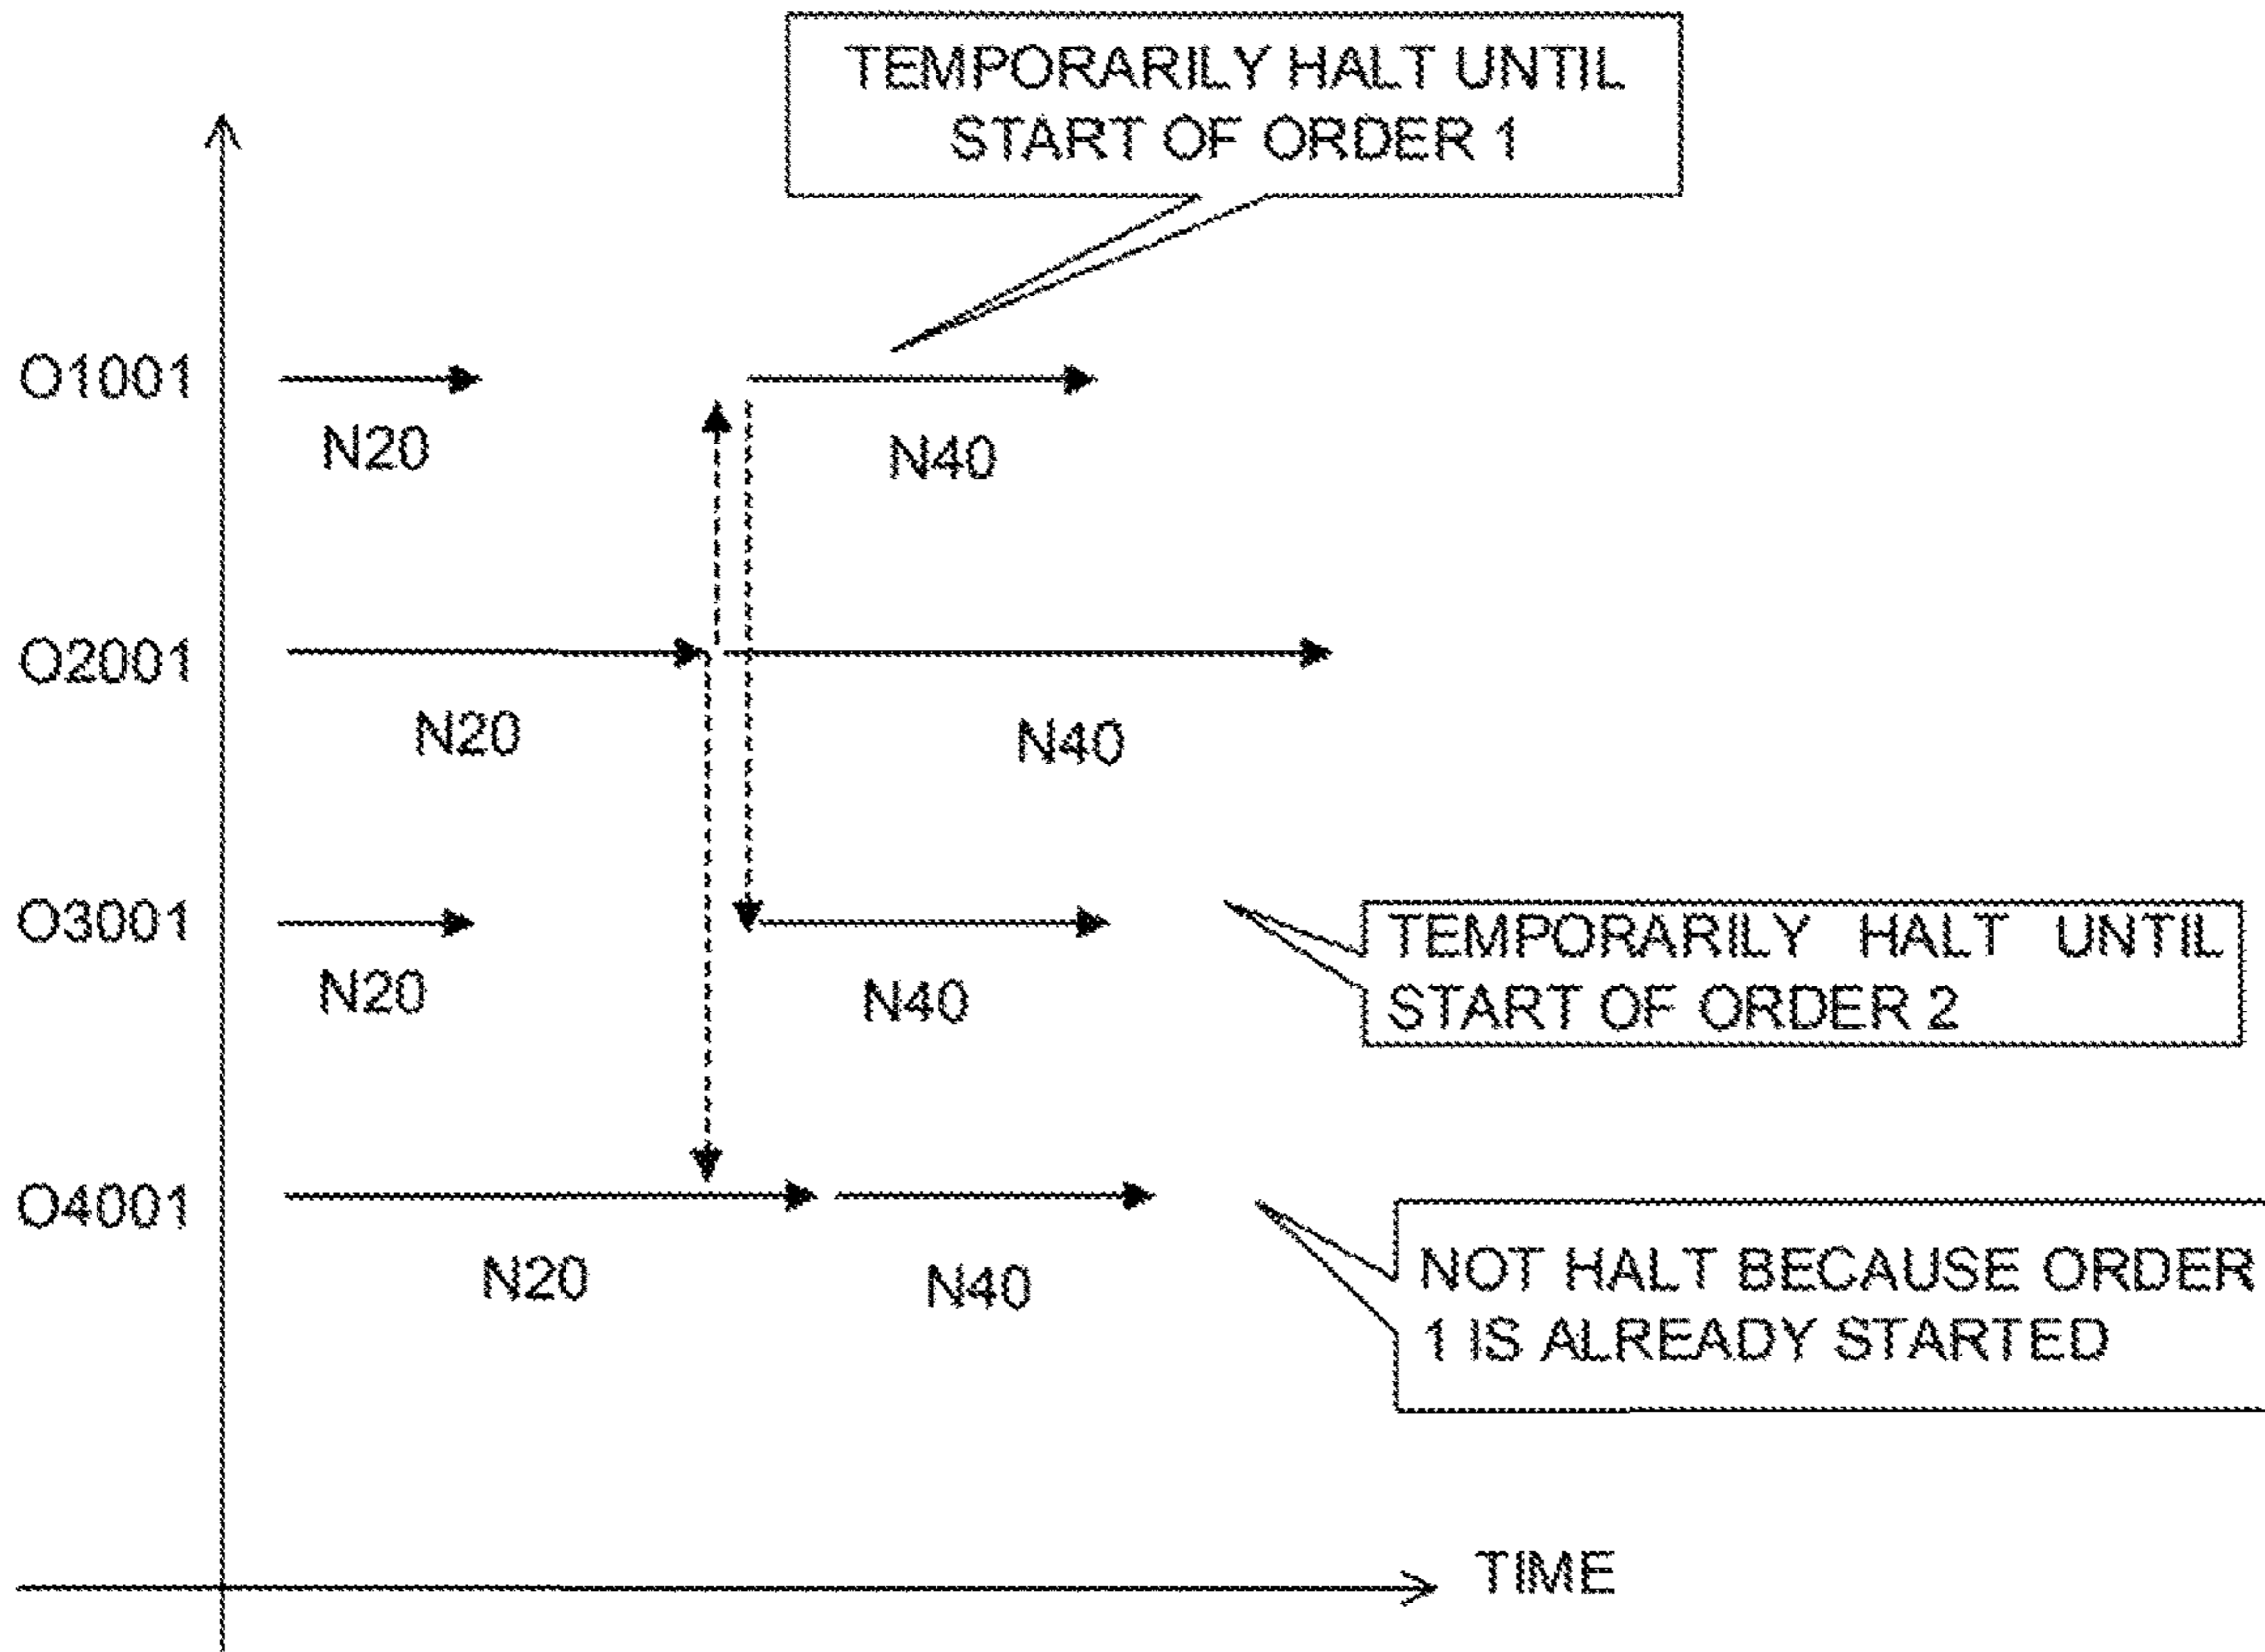 TEMPORARILY HALT UNTIL
START OF ORDER 1
O1001
N20
N40
O2001
N20
N40
O3001
N20
N40
TEMPORARILY HALT UNTIL
START OF ORDER 2
O4001
N20
N40
NOT HALT BECAUSE ORDER
1 IS ALREADY STARTED
TIME